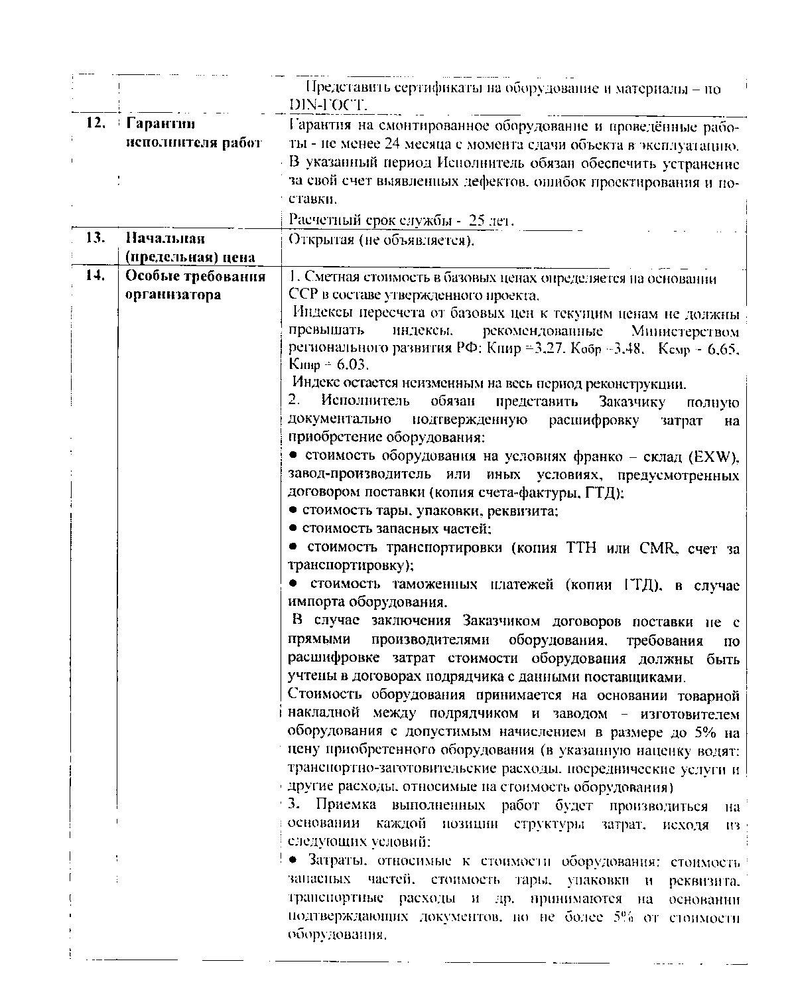 Представить сертификаты на оборудование и материалы – по
DIN-ГОСТ.
12. Гарантии
исполнителя работ
Гарантия на смонтированное оборудование и проведённые рабо-
ты - не менее 24 месяца с момента сдачи объекта в эксплуатацию.
В указанный период Исполнитель обязан обеспечить устранение
за свой счет выявленных дефектов, ошибок проектирования и по-
ставки.
Расчетный срок службы - 25 лет.
13. Начальная
(предельная) цена
Открытая (не объявляется).
14. Особые требования
организатора
1. Сметная стоимость в базовых ценах определяется на основании
ССР в составе утвержденного проекта.
Индексы пересчета от базовых цен к текущим ценам не должны
превышать индексы, рекомендованные Министерством
регионального развития РФ: Кпир =3,27, Кобр -3,48, Ксмр - 6,65,
Кпнр - 6,03.
Индекс остается неизменным на весь период реконструкции.
2. Исполнитель обязан представить Заказчику полную
документально подтвержденную расшифровку затрат на
приобретение оборудования:
● стоимость оборудования на условиях франко – склад (EXW),
завод-производитель или иных условиях, предусмотренных
договором поставки (копия счета-фактуры, ГТД);
● стоимость тары, упаковки, реквизита;
● стоимость запасных частей;
● стоимость транспортировки (копия ТТН или CMR, счет за
транспортировку);
● стоимость таможенных платежей (копии ГТД), в случае
импорта оборудования.
В случае заключения Заказчиком договоров поставки не с
прямыми производителями оборудования, требования по
расшифровке затрат стоимости оборудования должны быть
учтены в договорах подрядчика с данными поставщиками.
Стоимость оборудования принимается на основании товарной
накладной между подрядчиком и заводом – изготовителем
оборудования с допустимым начислением в размере до 5% на
цену приобретенного оборудования (в указанную наценку водят:
транспортно-заготовительские расходы, посреднические услуги и
другие расходы, относимые на стоимость оборудования)
3. Приемка выполненных работ будет производиться на
основании каждой позиции структуры затрат, исходя из
следующих условий:
● Затраты, относимые к стоимости оборудования: стоимость
запасных частей, стоимость тары, упаковки и реквизита,
транспортные расходы и др. принимаются на основании
подтверждающих документов, но не более 5% от стоимости
оборудования.